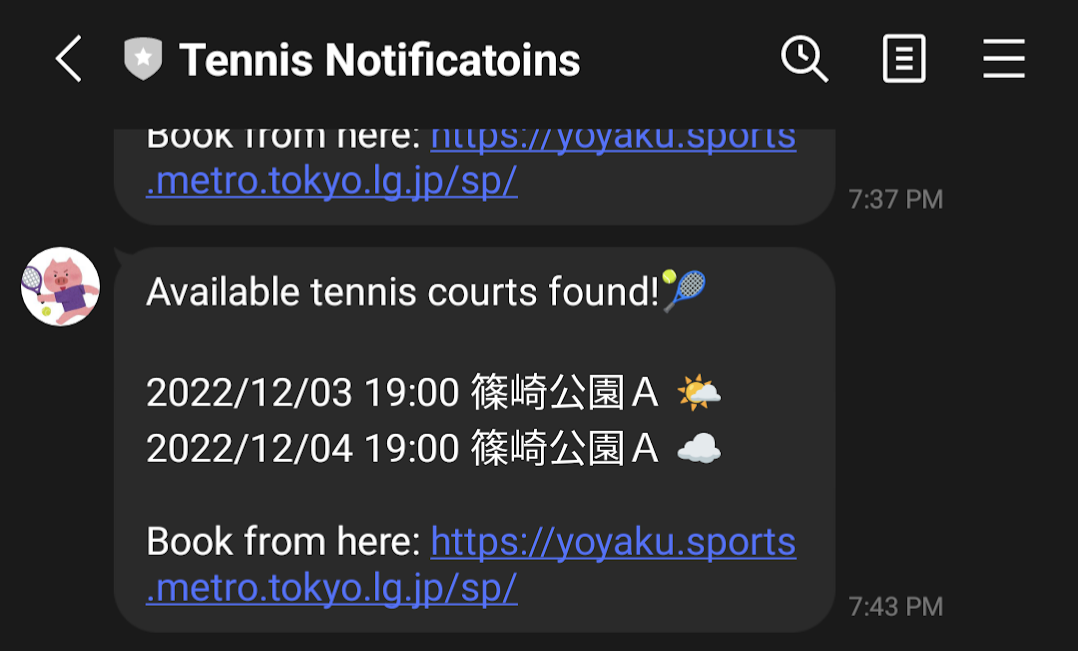 Tennis Notificatoins
Book from here: https://yoyaku.sports
.metro.tokyo.lg.jp/sp/
7:37 PM
Available tennis courts found!🎾
2022/12/03 19:00 篠崎公園Ａ 🌤
2022/12/04 19:00 篠崎公園Ａ ☁
Book from here: https://yoyaku.sports
.metro.tokyo.lg.jp/sp/
7:43 PM